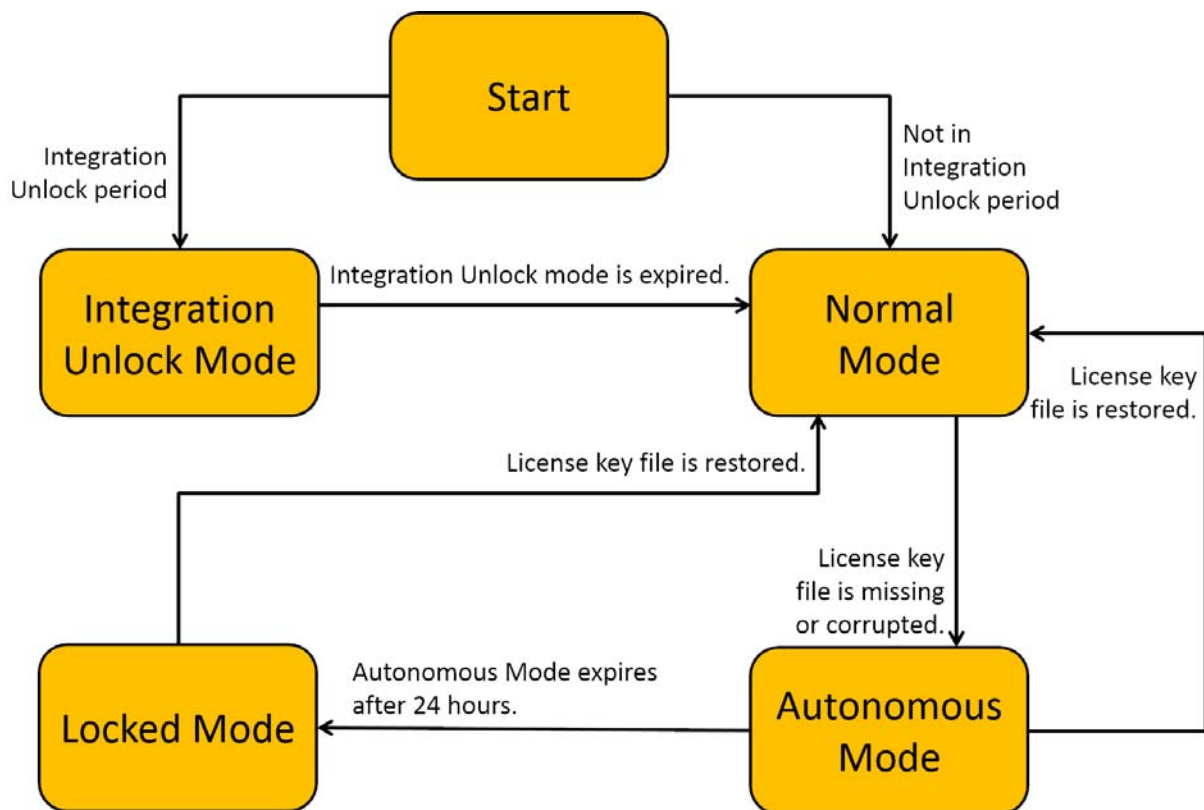 Start
Integration
Unlock period
Not in
Integration
Unlock period
Integration
Unlock Mode
Integration Unlock mode is expired.
Normal
Mode
License key
file is restored.
License key file is restored.
License key
file is missing
or corrupted.
Locked Mode
Autonomous Mode expires
after 24 hours.
Autonomous
Mode